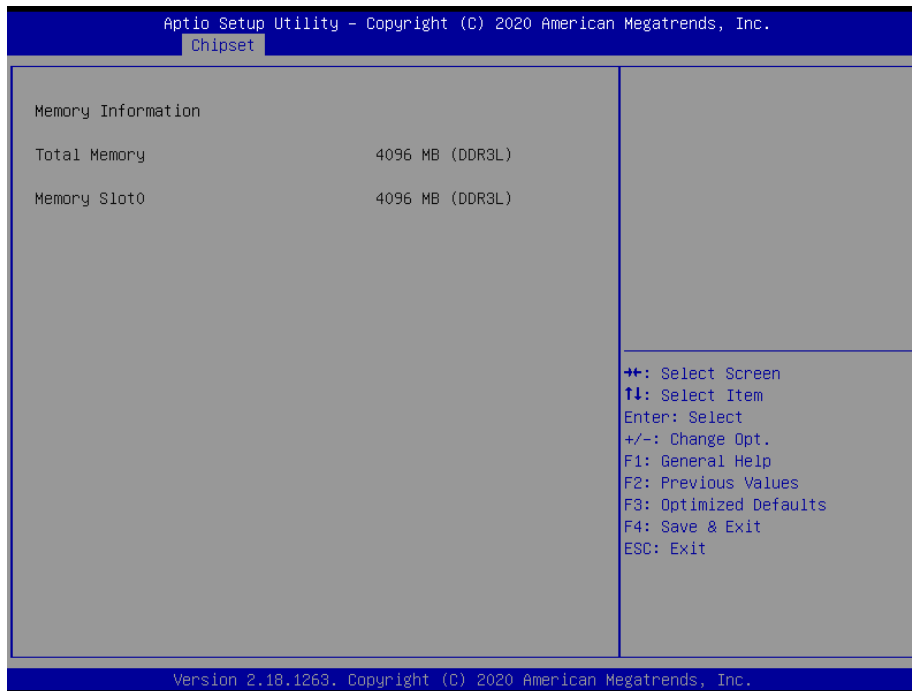 Aptio Setup Utility – Copyright (C) 2020 American Megatrends, Inc.
Chipset
Memory Information
Total Memory 4096 MB (DDR3L)
Memory Slot0 4096 MB (DDR3L)
→←: Select Screen
↑↓: Select Item
Enter: Select
+/-: Change Opt.
F1: General Help
F2: Previous Values
F3: Optimized Defaults
F4: Save & Exit
ESC: Exit
Version 2.18.1263. Copyright (C) 2020 American Megatrends, Inc.